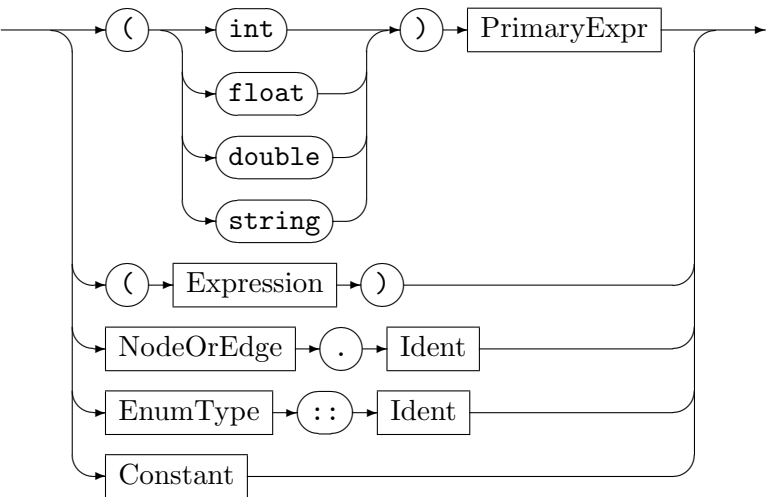 ( int ) PrimaryExpr
float
double
string
( Expression )
NodeOrEdge . Ident
EnumType :: Ident
Constant